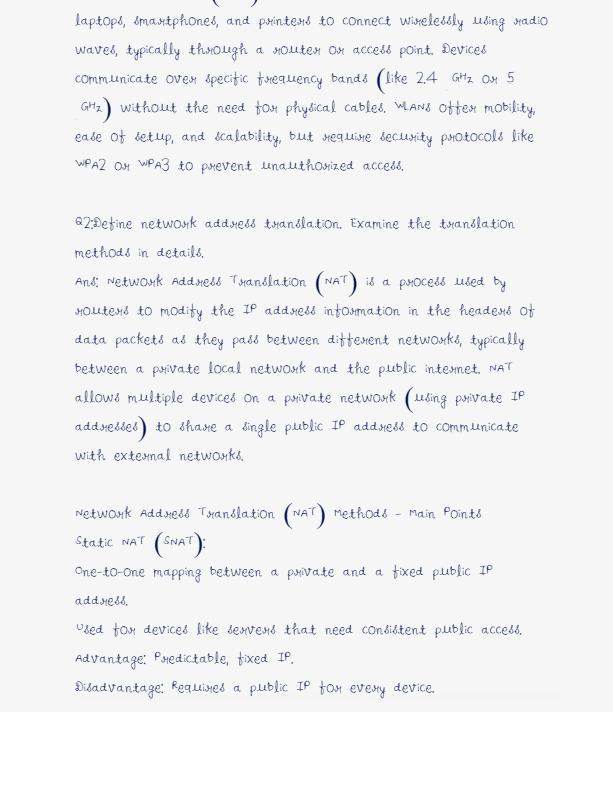 laptops, smartphones, and printers to connect wirelessly using radio
waves, typically through a router or access point. Devices
communicate over specific frequency bands (like 2.4 GHz or 5
GHz) without the need for physical cables. WLANs offer mobility,
ease of setup, and scalability, but require security protocols like
WPA2 or WPA3 to prevent unauthorized access.
Q2:Define network address translation. Examine the translation
methods in details.
Ans: Network Address Translation (NAT) is a process used by
routers to modify the IP address information in the headers of
data packets as they pass between different networks, typically
between a private local network and the public internet. NAT
allows multiple devices on a private network (using private IP
addresses) to share a single public IP address to communicate
with external networks.
Network Address Translation (NAT) Methods - Main Points
Static NAT (SNAT):
One-to-one mapping between a private and a fixed public IP
address.
Used for devices like servers that need consistent public access.
Advantage: Predictable, fixed IP.
Disadvantage: Requires a public IP for every device.